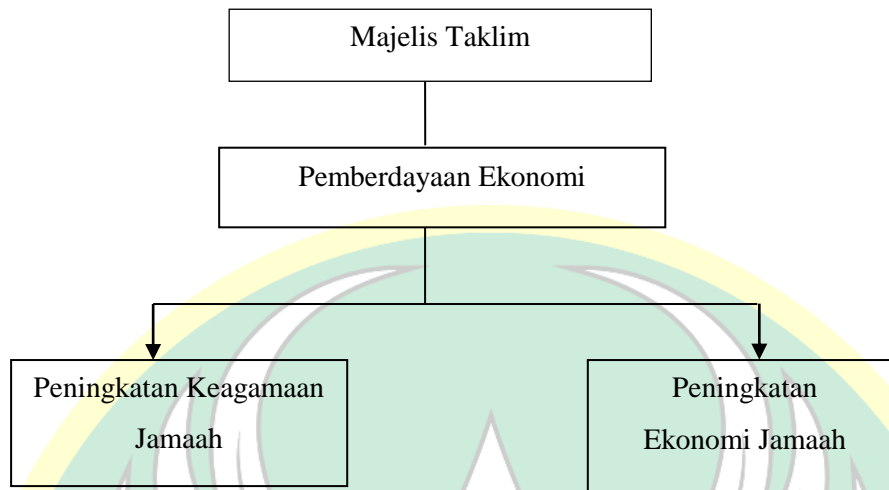 Majelis Taklim
Pemberdayaan Ekonomi
Peningkatan Keagamaan
Jamaah
Peningkatan
Ekonomi Jamaah